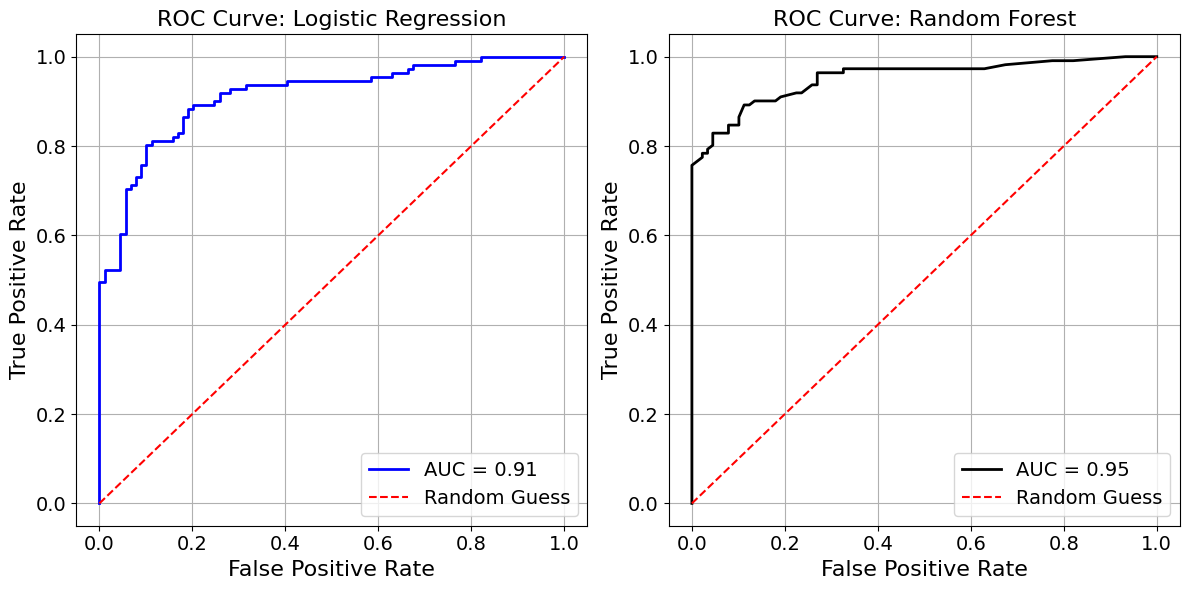 ROC Curve: Logistic Regression
True Positive Rate
1.0
0.8
0.6
0.4
0.2
0.0
AUC = 0.91
Random Guess
0.0 0.2 0.4 0.6 0.8 1.0
False Positive Rate
ROC Curve: Random Forest
True Positive Rate
1.0
0.8
0.6
0.4
0.2
0.0
AUC = 0.95
Random Guess
0.0 0.2 0.4 0.6 0.8 1.0
False Positive Rate